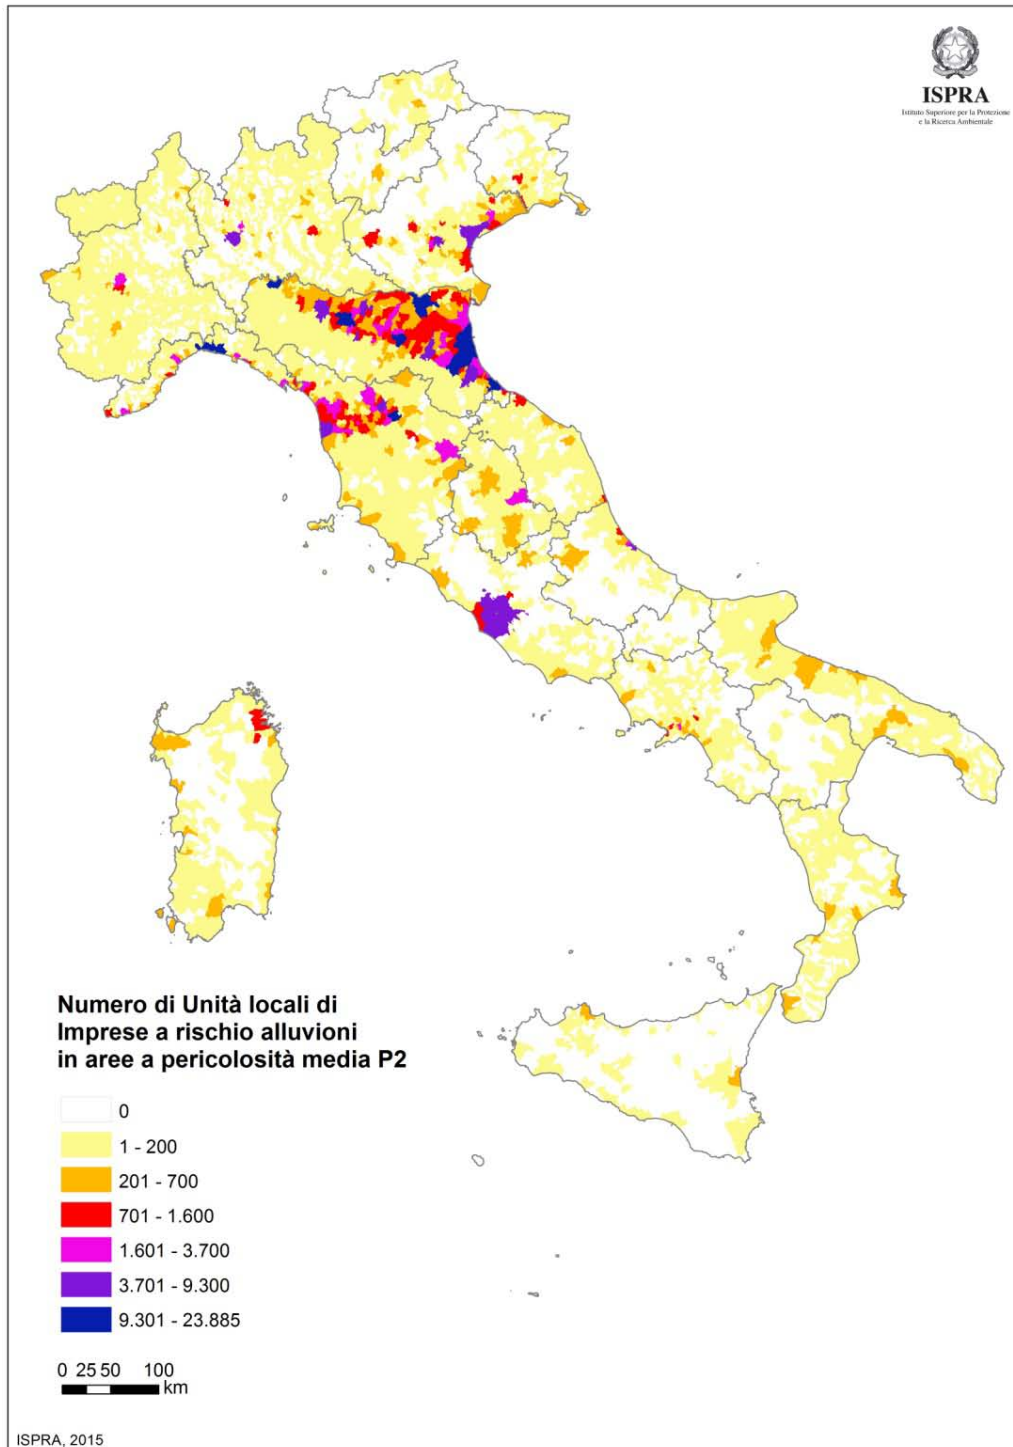 ISPRA
Istituto Superiore per la Protezione
e la Ricerca Ambientale
Numero di Unità locali di
Imprese a rischio alluvioni
in aree a pericolosità media P2
0
1 - 200
201 - 700
701 - 1.600
1.601 - 3.700
3.701 - 9.300
9.301 - 23.885
0 25 50 100
km
ISPRA, 2015